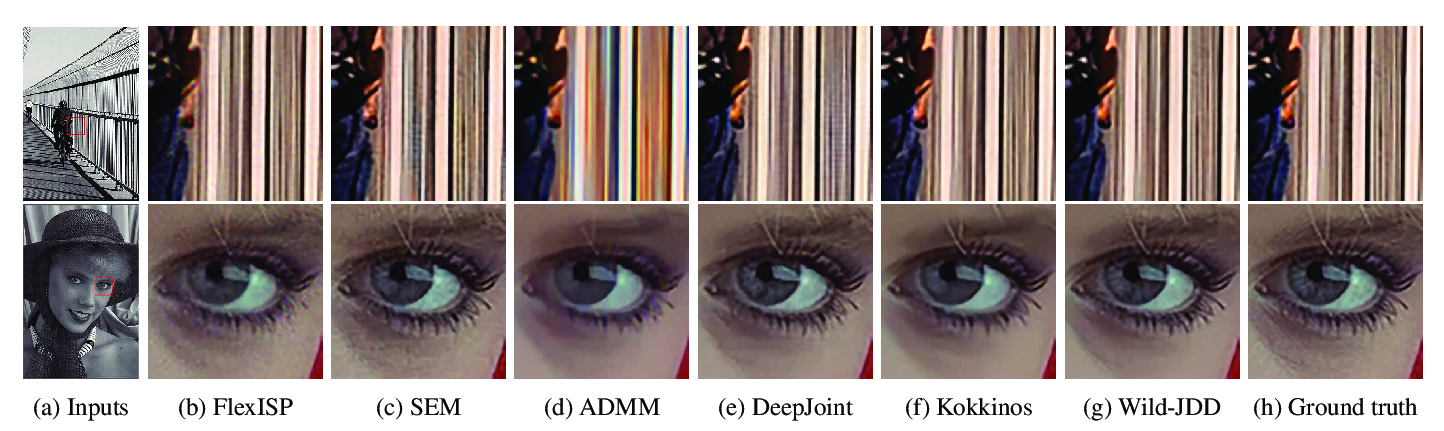 (a) Inputs (b) FlexISP (c) SEM (d) ADMM (e) DeepJoint (f) Kokkinos (g) Wild-JDD (h) Ground truth